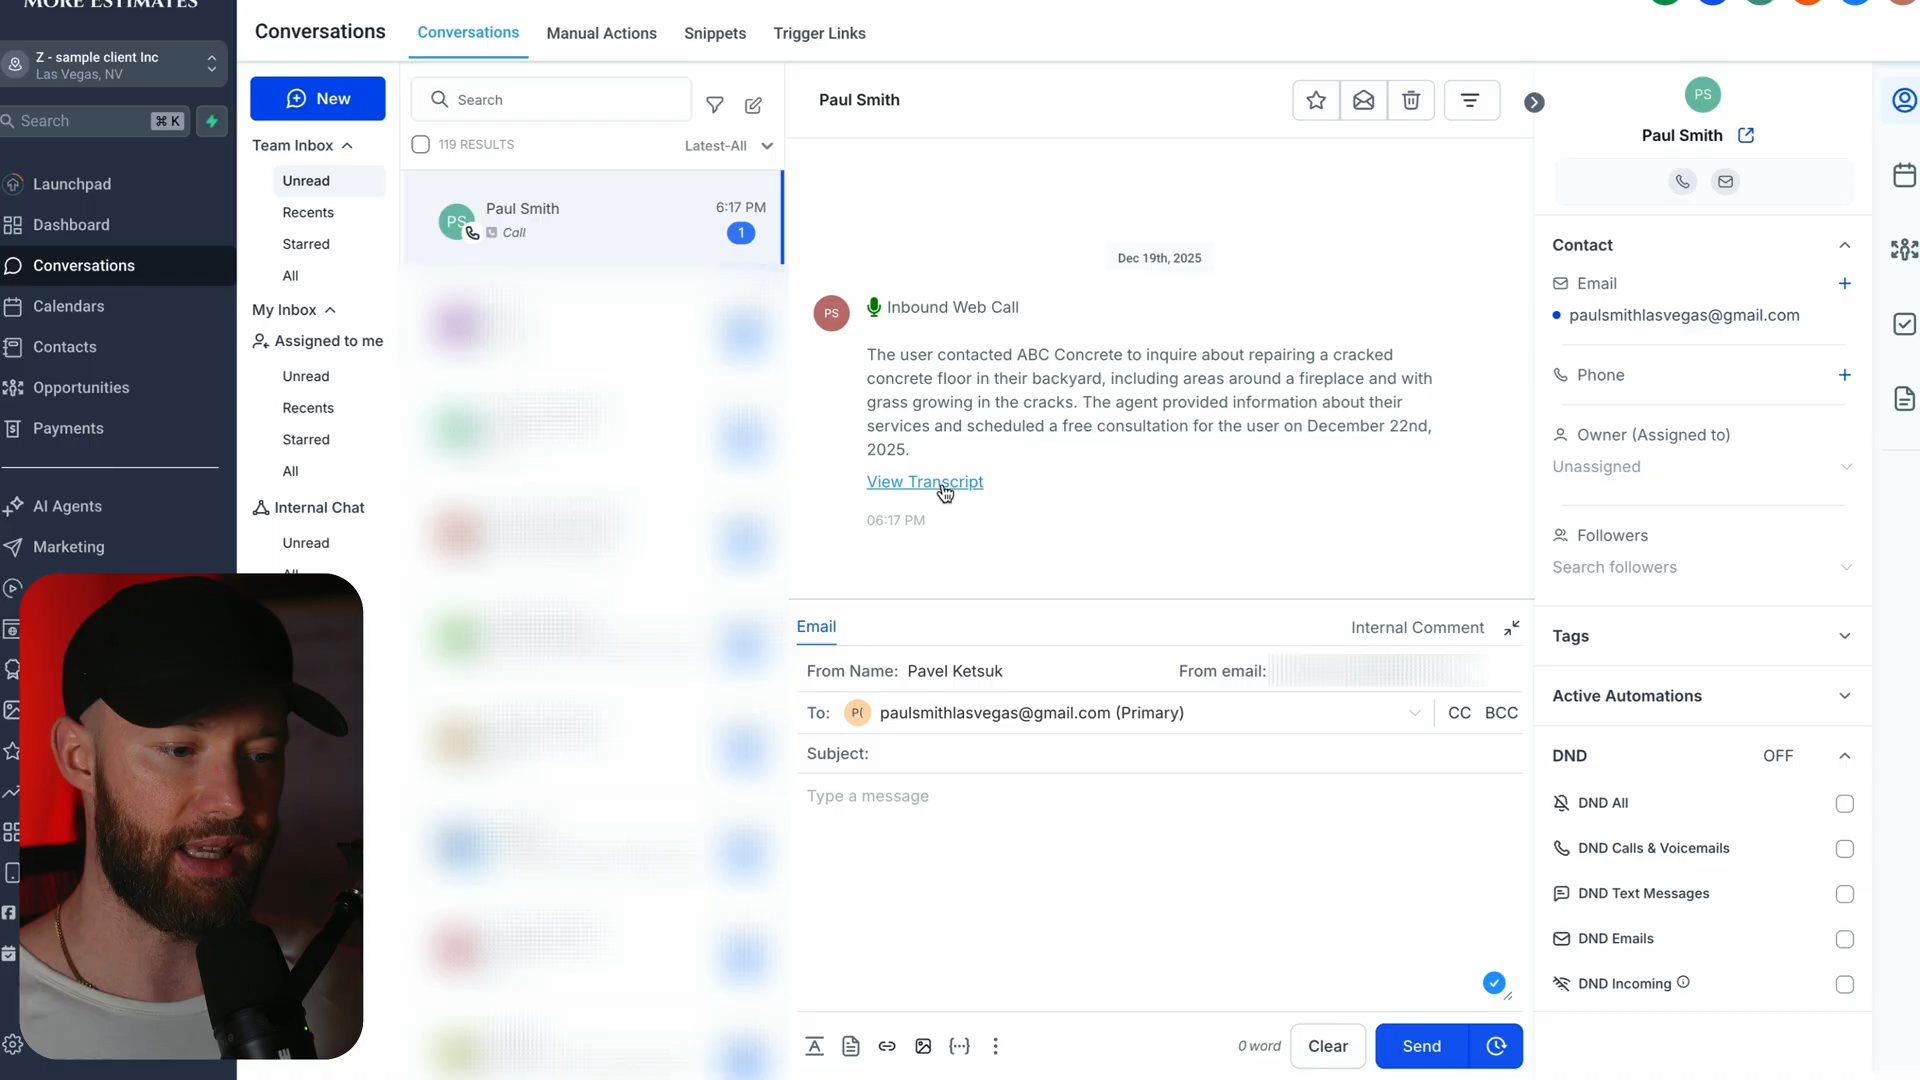 MORE ESTIMATES
Z - sample client Inc
Las Vegas, NV
Search
⌘ K
Launchpad
Dashboard
Conversations
Calendars
Contacts
Opportunities
Payments
AI Agents
Marketing
Conversations
Conversations
Manual Actions
Snippets
Trigger Links
New
Team Inbox
Unread
Recents
Starred
All
My Inbox
Assigned to me
Unread
Recents
Starred
All
Internal Chat
Unread
All
Search
119 RESULTS
Latest-All
PS
Paul Smith
6:17 PM
Call
1
Paul Smith
Dec 19th, 2025
PS
Inbound Web Call
The user contacted ABC Concrete to inquire about repairing a cracked
concrete floor in their backyard, including areas around a fireplace and with
grass growing in the cracks. The agent provided information about their
services and scheduled a free consultation for the user on December 22nd,
2025.
View Transcript
06:17 PM
Email
Internal Comment
From Name: Pavel Ketsuk
From email:
To: P( paulsmithlasvegas@gmail.com (Primary)
CC BCC
Subject:
Type a message
0 word
Clear
Send
PS
Paul Smith
Contact
Email
paulsmithlasvegas@gmail.com
Phone
Owner (Assigned to)
Unassigned
Followers
Search followers
Tags
Active Automations
DND
OFF
DND All
DND Calls & Voicemails
DND Text Messages
DND Emails
DND Incoming